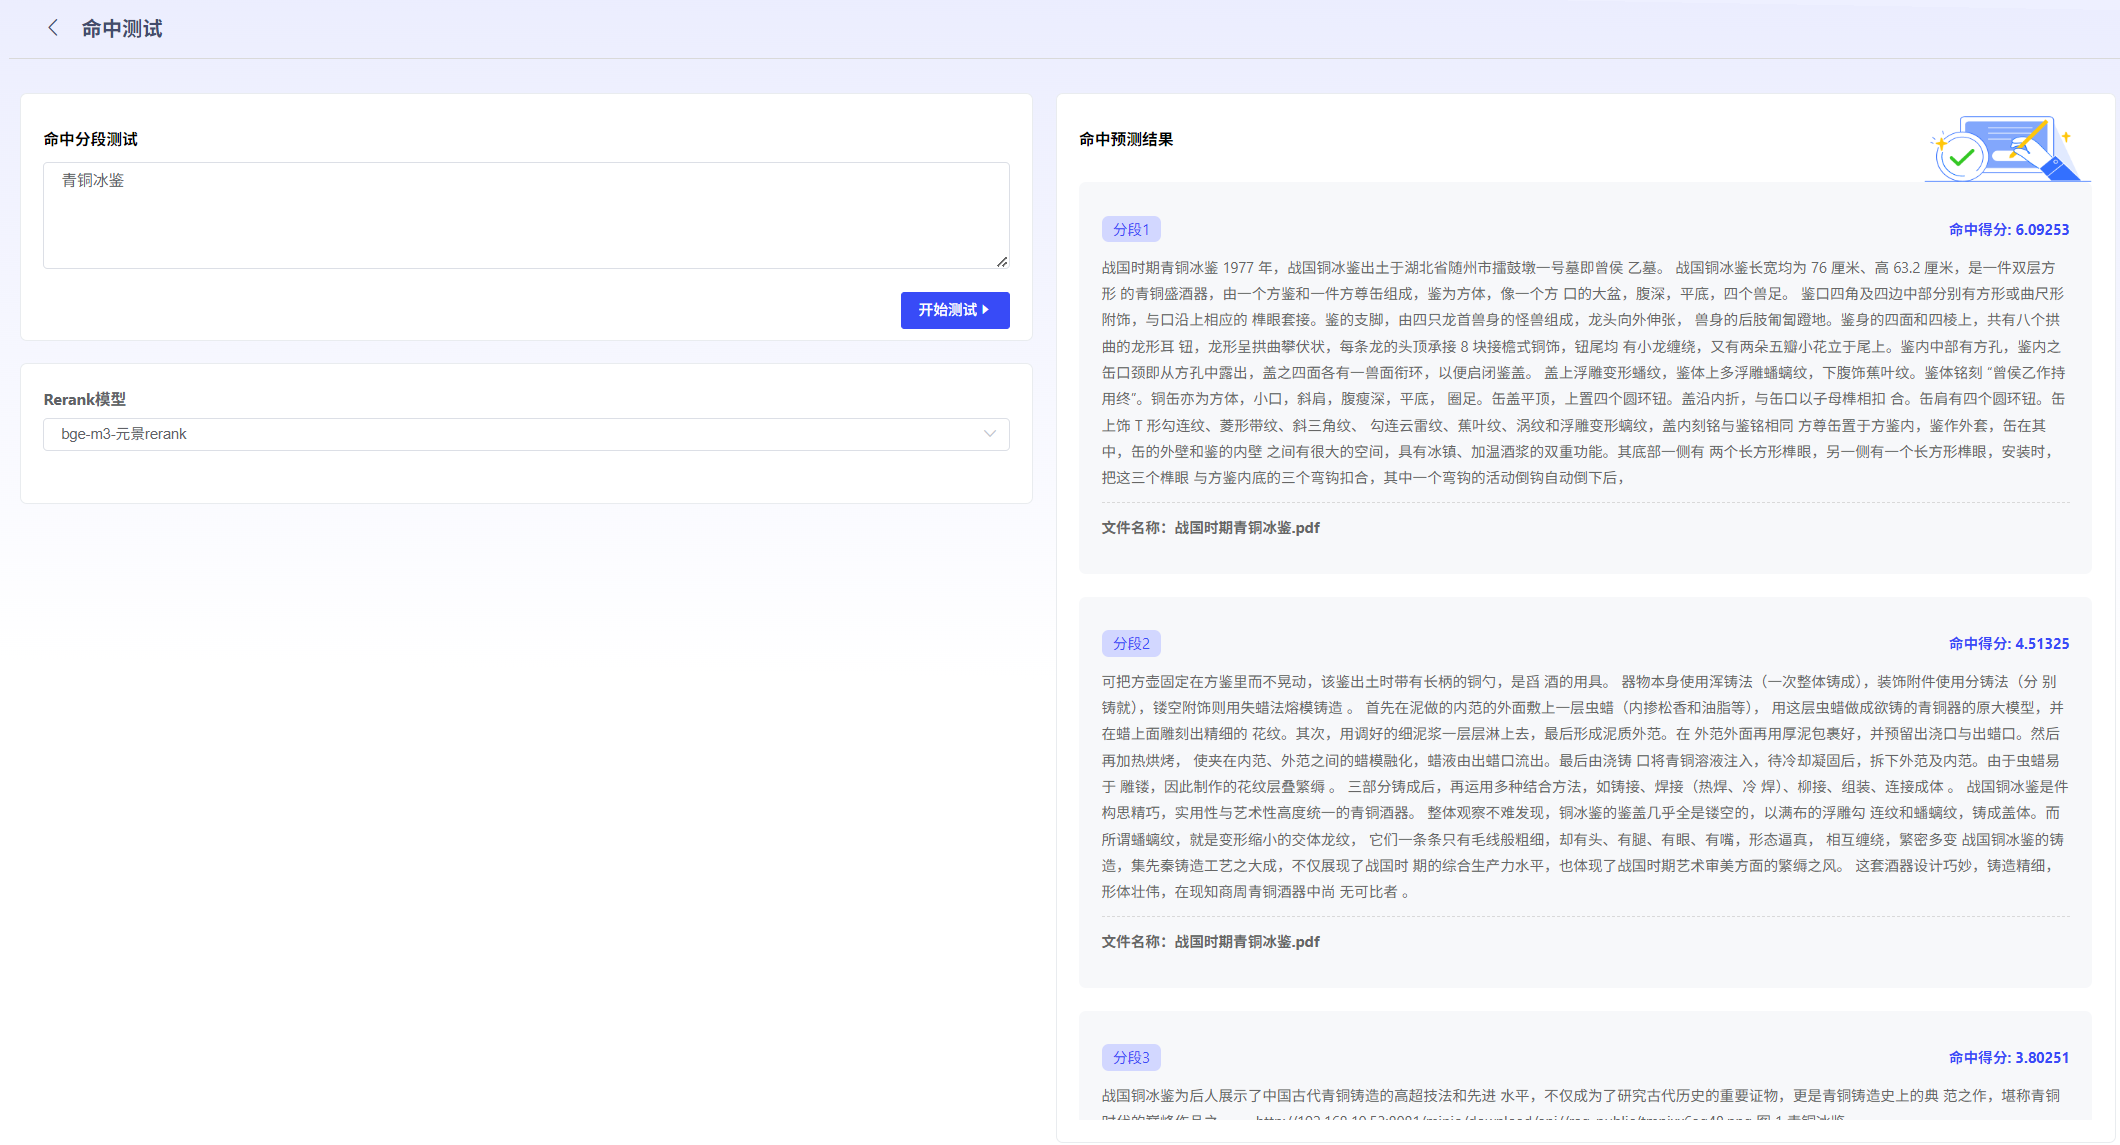 命中测试
命中分段测试
青铜冰鉴
开始测试
Rerank模型
bge-m3-元景rerank
命中预测结果
分段1
命中得分: 6.09253
战国时期青铜冰鉴 1977 年，战国铜冰鉴出土于湖北省随州市擂鼓墩一号墓即曾侯 乙墓。 战国铜冰鉴长宽均为 76 厘米、高 63.2 厘米，是一件双层方
形 的青铜盛酒器，由一个方鉴和一件方尊缶组成，鉴为方体，像一个方 口的大盆，腹深，平底，四个兽足。 鉴口四角及四边中部分别有方形或曲尺形
附饰，与口沿上相应的 榫眼套接。鉴的支脚，由四只龙首兽身的怪兽组成，龙头向外伸张， 兽身的后肢匍匐蹬地。鉴身的四面和四棱上，共有八个拱
曲的龙形耳 钮，龙形呈拱曲攀伏状，每条龙的头顶承接 8 块接檐式铜饰，钮尾均 有小龙缠绕，又有两朵五瓣小花立于尾上。鉴内中部有方孔，鉴内之
缶口颈即从方孔中露出，盖之四面各有一兽面衔环，以便启闭鉴盖。 盖上浮雕变形蟠纹，鉴体上多浮雕蟠螭纹，下腹饰蕉叶纹。鉴体铭刻 “曾侯乙作持
用终”。铜缶亦为方体，小口，斜肩，腹瘦深，平底， 圈足。缶盖平顶，上置四个圆环钮。盖沿内折，与缶口以子母榫相扣 合。缶肩有四个圆环钮。缶
上饰 T 形勾连纹、菱形带纹、斜三角纹、 勾连云雷纹、蕉叶纹、涡纹和浮雕变形螭纹，盖内刻铭与鉴铭相同 方尊缶置于方鉴内，鉴作外套，缶在其
中，缶的外壁和鉴的内壁 之间有很大的空间，具有冰镇、加温酒浆的双重功能。其底部一侧有 两个长方形榫眼，另一侧有一个长方形榫眼，安装时，
把这三个榫眼 与方鉴内底的三个弯钩扣合，其中一个弯钩的活动倒钩自动倒下后，
文件名称：战国时期青铜冰鉴.pdf
分段2
命中得分: 4.51325
可把方壶固定在方鉴里而不晃动，该鉴出土时带有长柄的铜勺，是舀 酒的用具。 器物本身使用浑铸法（一次整体铸成），装饰附件使用分铸法（分 别
铸就），镂空附饰则用失蜡法熔模铸造 。 首先在泥做的内范的外面敷上一层虫蜡（内掺松香和油脂等）， 用这层虫蜡做成欲铸的青铜器的原大模型，并
在蜡上面雕刻出精细的 花纹。其次，用调好的细泥浆一层层淋上去，最后形成泥质外范。在 外范外面再用厚泥包裹好，并预留出浇口与出蜡口。然后
再加热烘烤， 使夹在内范、外范之间的蜡模融化，蜡液由出蜡口流出。最后由浇铸 口将青铜溶液注入，待冷却凝固后，拆下外范及内范。由于虫蜡易
于 雕镂，因此制作的花纹层叠繁缛 。 三部分铸成后，再运用多种结合方法，如铸接、焊接（热焊、冷 焊）、柳接、组装、连接成体 。 战国铜冰鉴是件
构思精巧，实用性与艺术性高度统一的青铜酒器。 整体观察不难发现，铜冰鉴的鉴盖几乎全是镂空的，以满布的浮雕勾 连纹和蟠螭纹，铸成盖体。而
所谓蟠螭纹，就是变形缩小的交体龙纹， 它们一条条只有毛线般粗细，却有头、有腿、有眼、有嘴，形态逼真， 相互缠绕，繁密多变 战国铜冰鉴的铸
造，集先秦铸造工艺之大成，不仅展现了战国时 期的综合生产力水平，也体现了战国时期艺术审美方面的繁缛之风。 这套酒器设计巧妙，铸造精细，
形体壮伟，在现知商周青铜酒器中尚 无可比者 。
文件名称：战国时期青铜冰鉴.pdf
分段3
命中得分: 3.80251
战国铜冰鉴为后人展示了中国古代青铜铸造的高超技法和先进 水平，不仅成为了研究古代历史的重要证物，更是青铜铸造史上的典 范之作，堪称青铜